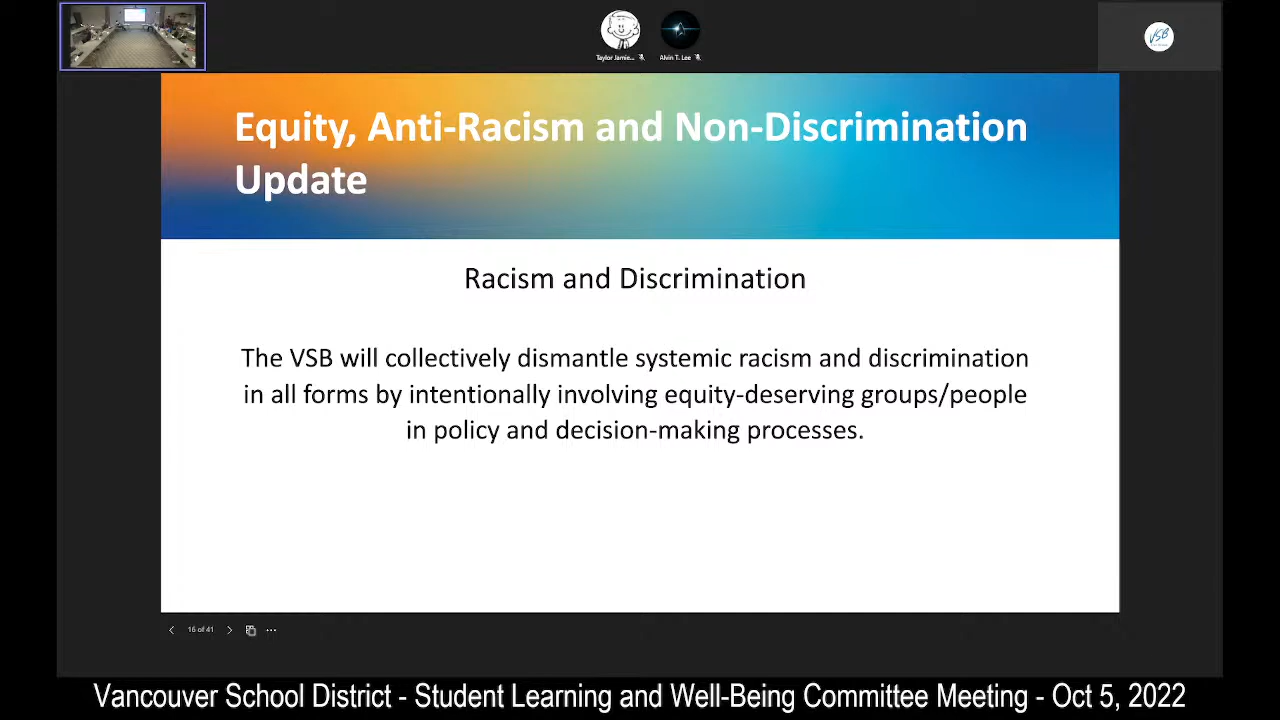 Taylor Jamie...
Alvin T. Lee
VSB
Equity, Anti-Racism and Non-Discrimination
Update
Racism and Discrimination
The VSB will collectively dismantle systemic racism and discrimination
in all forms by intentionally involving equity-deserving groups/people
in policy and decision-making processes.
16 of 41
Vancouver School District - Student Learning and Well-Being Committee Meeting - Oct 5, 2022